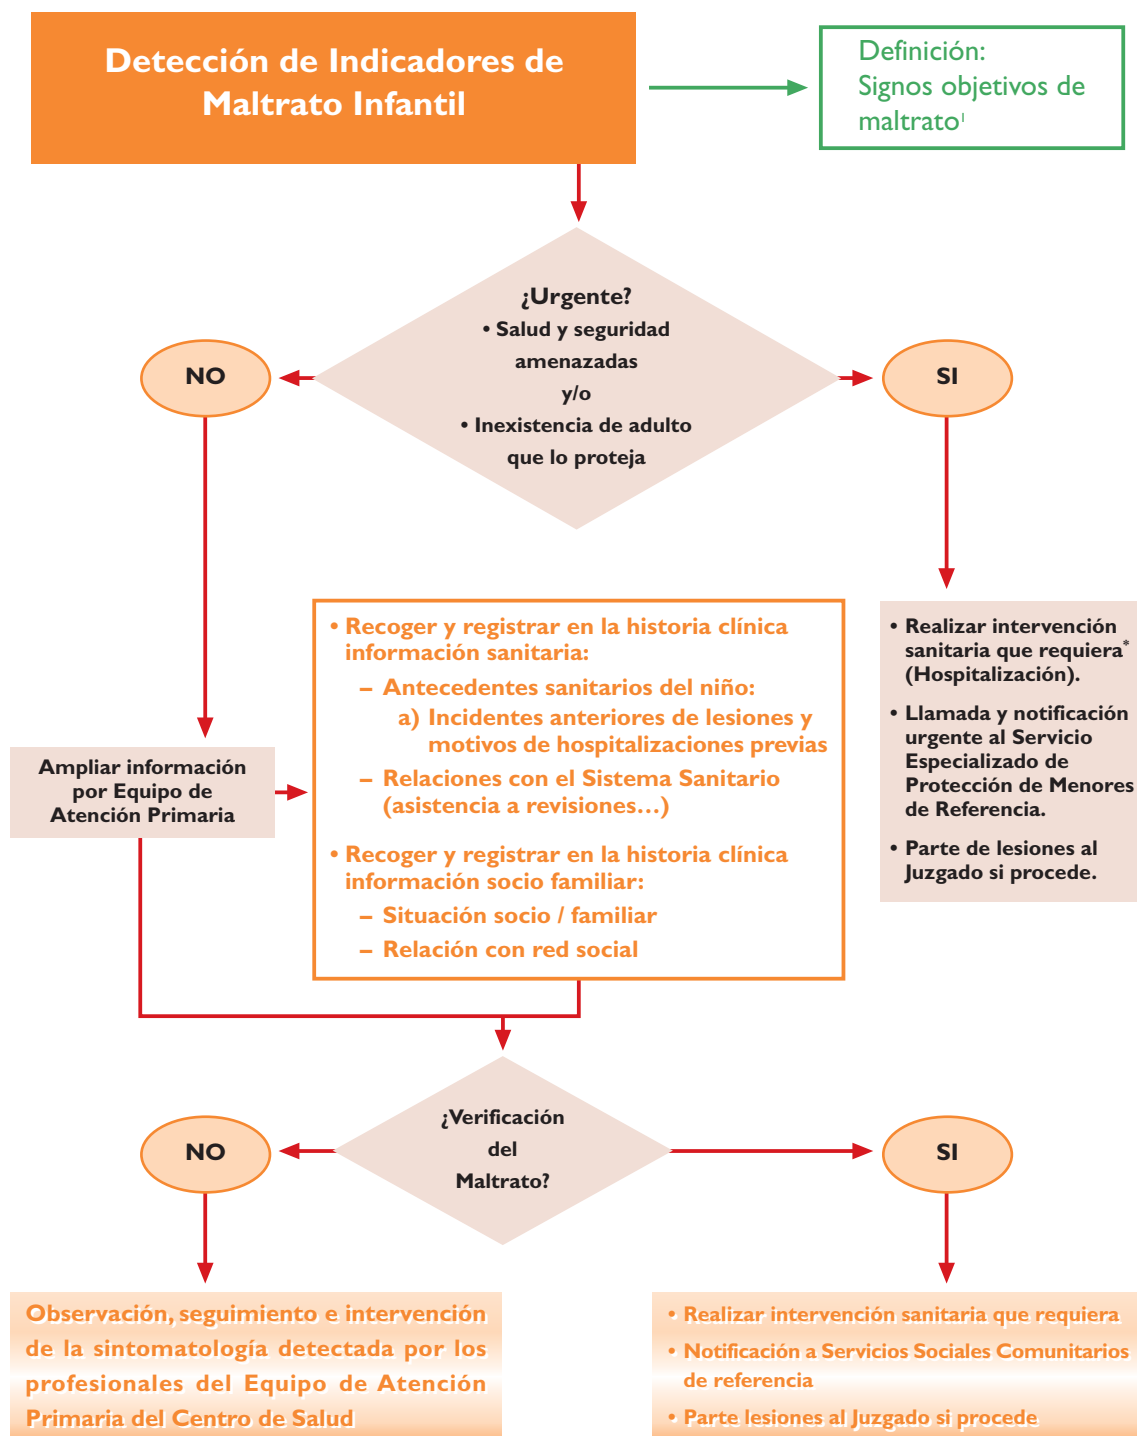 Detección de Indicadores de
Maltrato Infantil
Definición:
Signos objetivos de
maltrato¹
¿Urgente?
• Salud y seguridad
amenazadas
y/o
• Inexistencia de adulto
que lo proteja
NO
SI
• Realizar intervención
sanitaria que requiera*
(Hospitalización).
• Llamada y notificación
urgente al Servicio
Especializado de
Protección de Menores
de Referencia.
• Parte de lesiones al
Juzgado si procede.
Ampliar información
por Equipo de
Atención Primaria
• Recoger y registrar en la historia clínica
información sanitaria:
– Antecedentes sanitarios del niño:
a) Incidentes anteriores de lesiones y
motivos de hospitalizaciones previas
– Relaciones con el Sistema Sanitario
(asistencia a revisiones…)
• Recoger y registrar en la historia clínica
información socio familiar:
– Situación socio / familiar
– Relación con red social
¿Verificación
del
Maltrato?
NO
SI
Observación, seguimiento e intervención
de la sintomatología detectada por los
profesionales del Equipo de Atención
Primaria del Centro de Salud
• Realizar intervención sanitaria que requiera
• Notificación a Servicios Sociales Comunitarios
de referencia
• Parte lesiones al Juzgado si procede